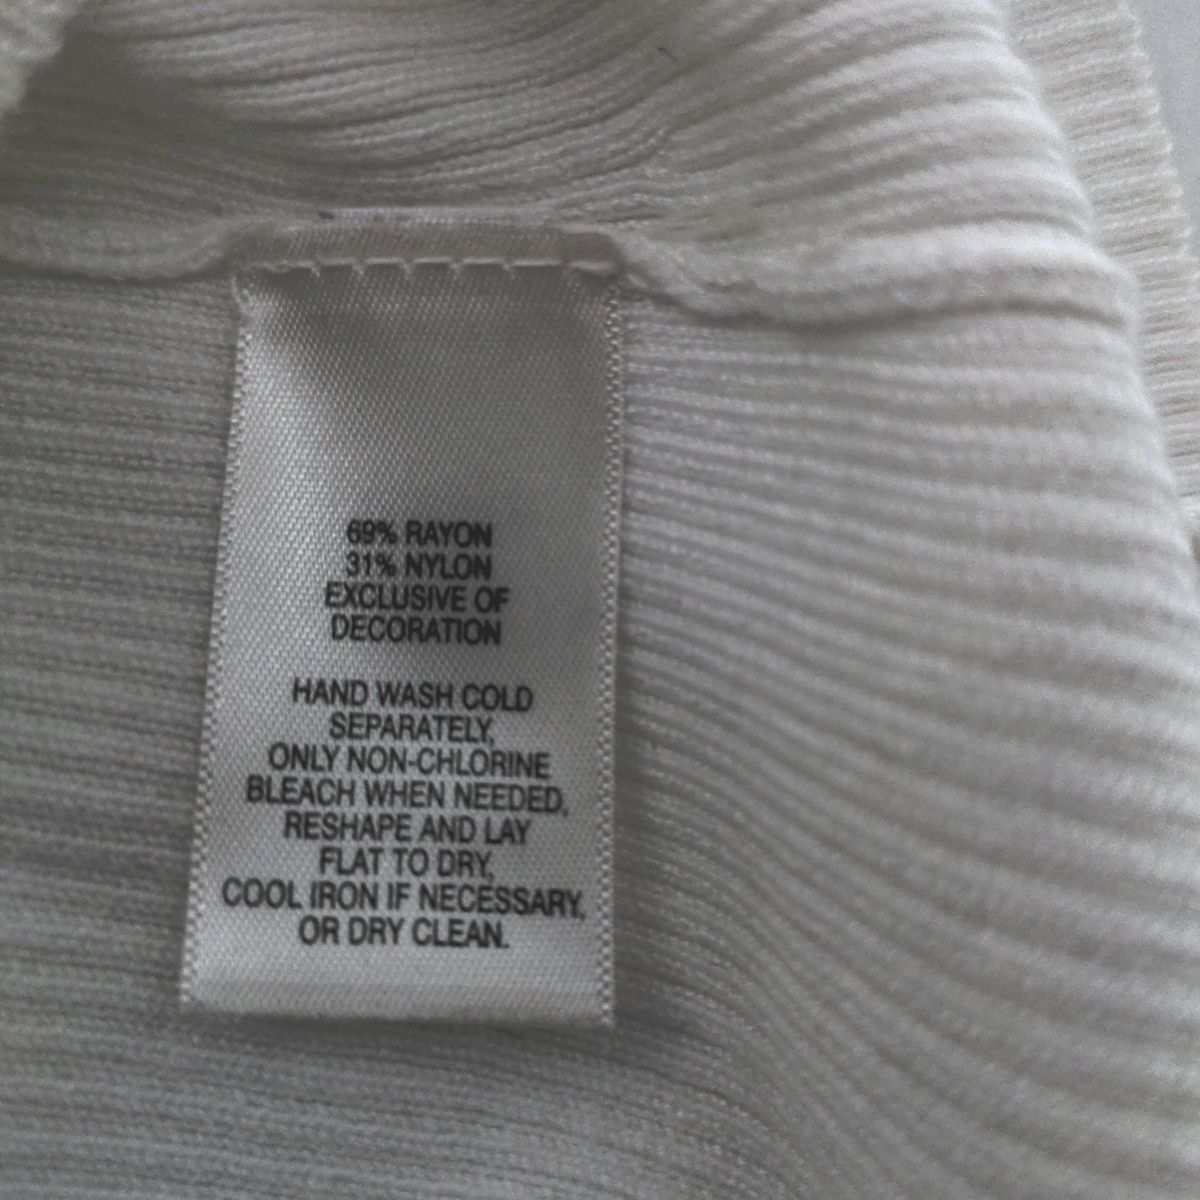 69% RAYON
31% NYLON
EXCLUSIVE OF
DECORATION
HAND WASH COLD
SEPARATELY,
ONLY NON-CHLORINE
BLEACH WHEN NEEDED,
RESHAPE AND LAY
FLAT TO DRY,
COOL IRON IF NECESSARY,
OR DRY CLEAN.